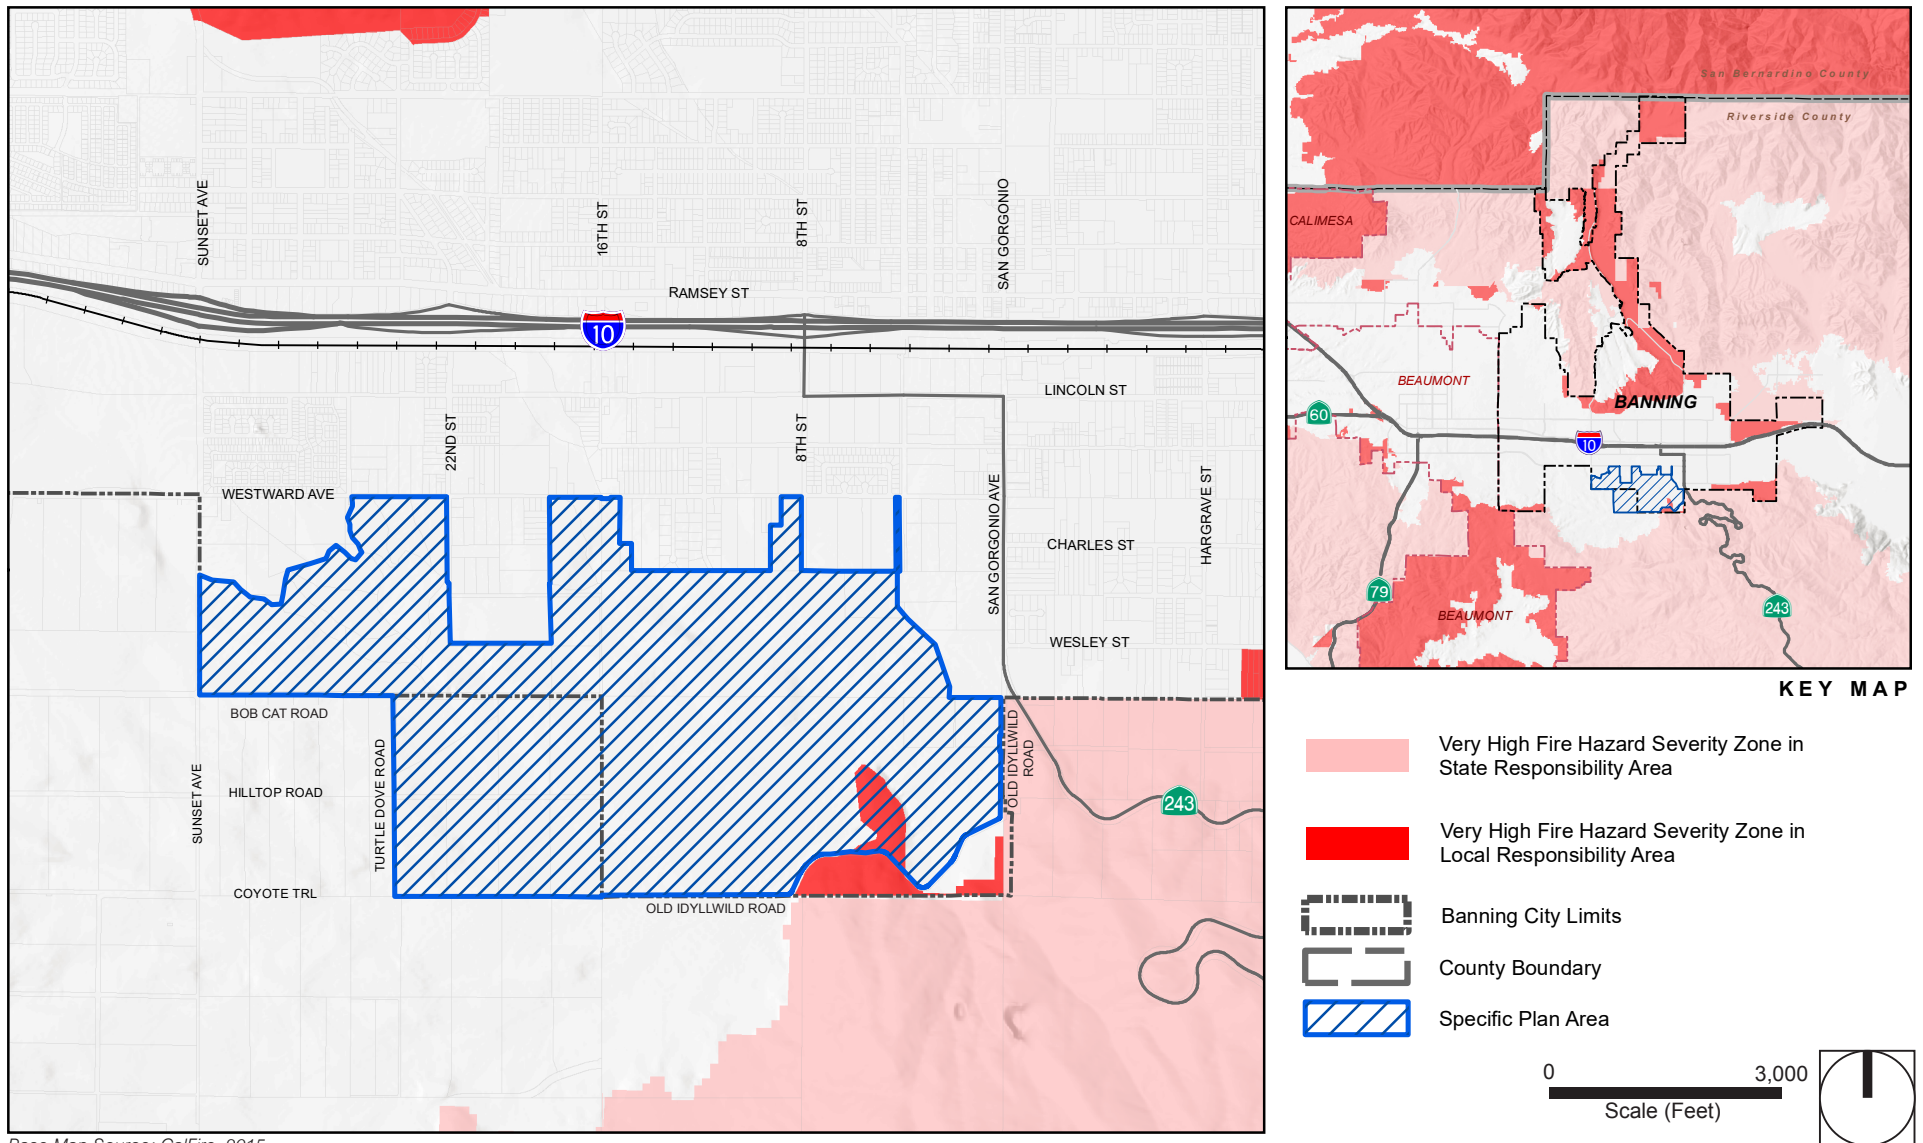 SUNSET AVE
16TH ST
8TH ST
SAN GORGONIO
RAMSEY ST
10
LINCOLN ST
22ND ST
8TH ST
WESTWARD AVE
SAN GORGONIO AVE
HARGRAVE ST
CHARLES ST
WESLEY ST
BOB CAT ROAD
SUNSET AVE
HILLTOP ROAD
TURTLE DOVE ROAD
COYOTE TRL
OLD IDYLLWILD ROAD
OLD IDYLLWILD
ROAD
243
Base Map Source: CalFire, 2015
San Bernardino County
Riverside County
CALIMESA
BEAUMONT
BANNING
60
10
79
BEAUMONT
243
KEY MAP
Very High Fire Hazard Severity Zone in
State Responsibility Area
Very High Fire Hazard Severity Zone in
Local Responsibility Area
Banning City Limits
County Boundary
Specific Plan Area
0 3,000
Scale (Feet)